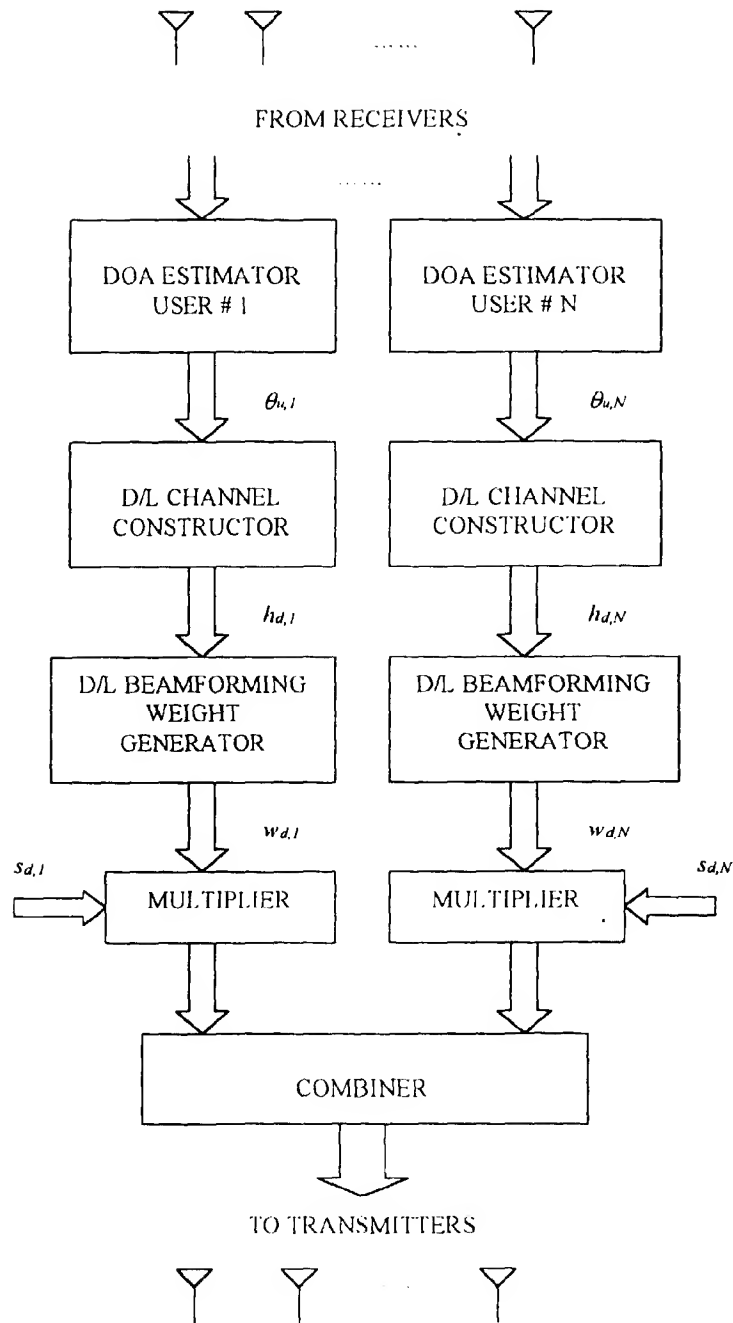 ......
FROM RECEIVERS
......
DOA ESTIMATOR
USER # 1
DOA ESTIMATOR
USER # N
θu,1
θu,N
D/L CHANNEL
CONSTRUCTOR
D/L CHANNEL
CONSTRUCTOR
hd,1
hd,N
D/L BEAMFORMING
WEIGHT
GENERATOR
D/L BEAMFORMING
WEIGHT
GENERATOR
wd,1
wd,N
sd,1
sd,N
MULTIPLIER
MULTIPLIER
COMBINER
TO TRANSMITTERS